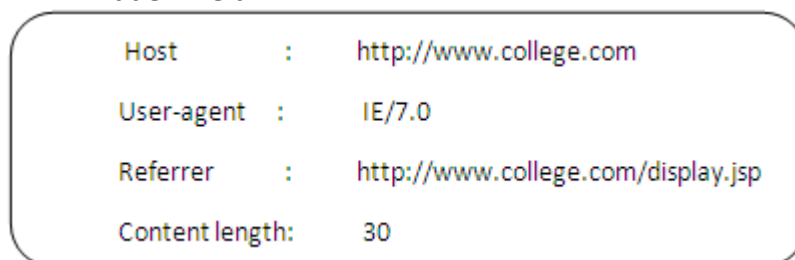 Host : http://www.college.com
User-agent : IE/7.0
Referrer : http://www.college.com/display.jsp
Content length: 30